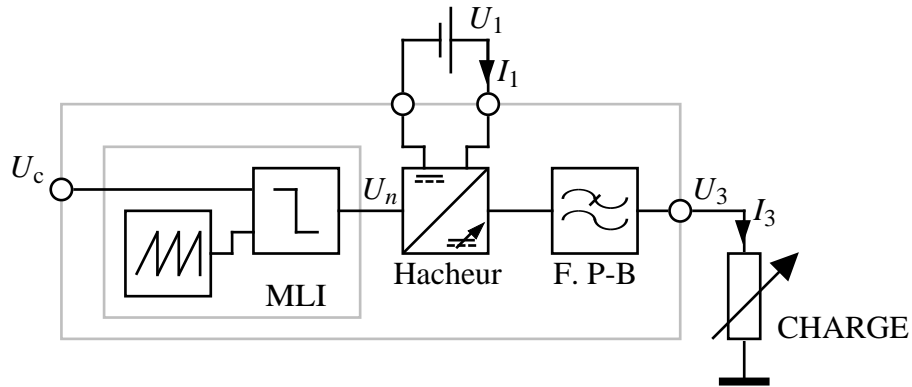 U1
I1
Uc
Un
U3
I3
Hacheur
F. P-B
MLI
CHARGE